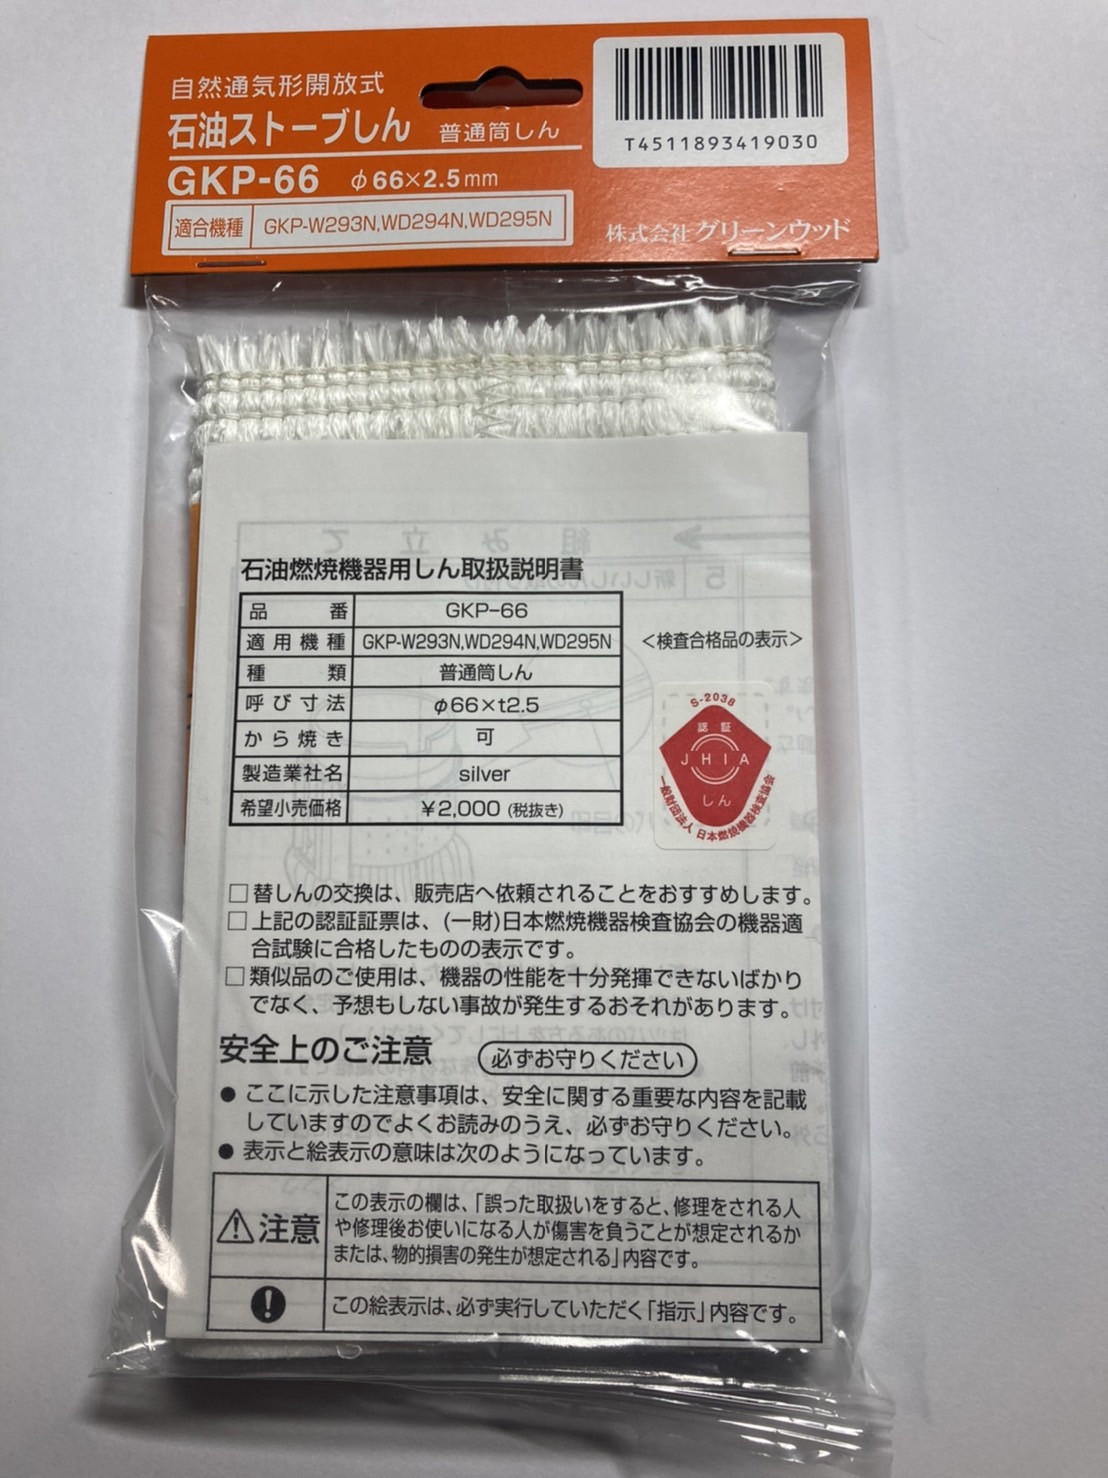 自然通気形開放式
石油ストーブしん 普通筒しん
GKP-66 φ66×2.5mm
適合機種 GKP-W293N,WD294N,WD295N
T4511893419030
株式会社 グリーンウッド
組み立て
5 新しいしんの取り付け
石油燃焼機器用しん取扱説明書
品番 GKP-66
適用機種 GKP-W293N,WD294N,WD295N
種類 普通筒しん
呼び寸法 φ66×t2.5
から焼き 可
製造業社名 silver
希望小売価格 ¥2,000 (税抜き)
<検査合格品の表示>
S-2038
認証
JHIA
しん
一般財団法人 日本燃焼機器検査協会
□ 替しんの交換は、販売店へ依頼されることをおすすめします。
□ 上記の認証証票は、(一財)日本燃焼機器検査協会の機器適
合試験に合格したものの表示です。
□ 類似品のご使用は、機器の性能を十分発揮できないばかり
でなく、予想もしない事故が発生するおそれがあります。
安全上のご注意 必ずお守りください
● ここに示した注意事項は、安全に関する重要な内容を記載
していますのでよくお読みのうえ、必ずお守りください。
● 表示と絵表示の意味は次のようになっています。
注意
この表示の欄は、「誤った取扱いをすると、修理をされる人
や修理後お使いになる人が傷害を負うことが想定されるか
または、物的損害の発生が想定される」内容です。
この絵表示は、必ず実行していただく「指示」内容です。